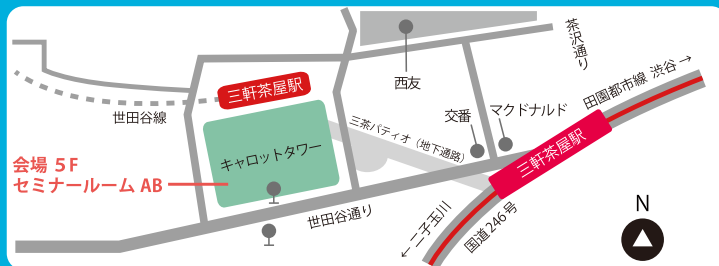 茶沢通り
西友
田園都市線 渋谷→
三軒茶屋駅
世田谷線
交番
マクドナルド
三茶パティオ（地下通路）
キャロットタワー
三軒茶屋駅
会場 5F
セミナールーム AB
世田谷通り
←二子玉川
国道246号
N